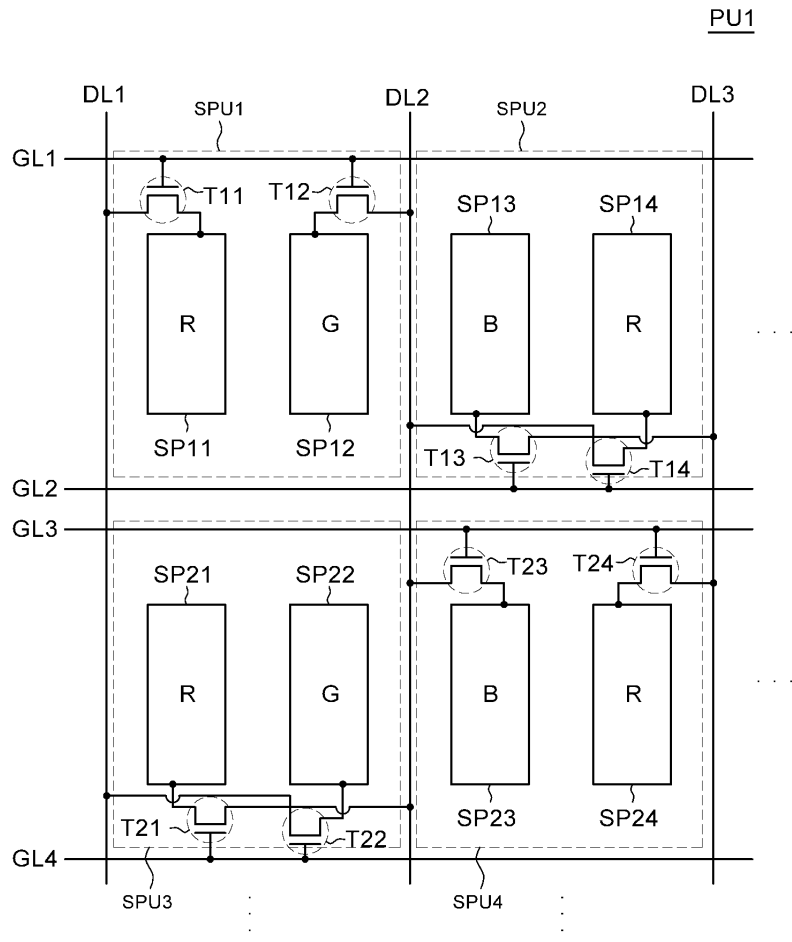 PU1
DL1 SPU1 DL2 SPU2 DL3
GL1
T11 T12
SP13 SP14
R G B R
. . .
SP11 SP12
T13 T14
GL2
GL3
T23 T24
SP21 SP22
R G B R
. . .
SP23 SP24
T21 T22
GL4
SPU3 SPU4